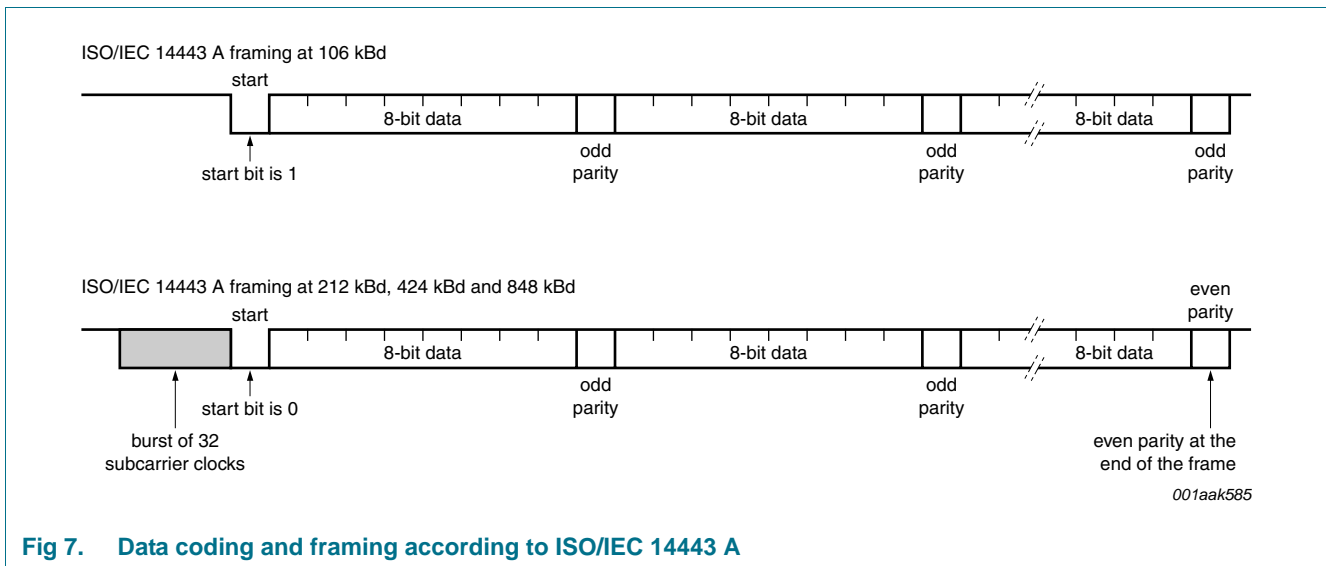 ISO/IEC 14443 A framing at 106 kBd
start
8-bit data
8-bit data
8-bit data
start bit is 1
odd
parity
odd
parity
odd
parity
ISO/IEC 14443 A framing at 212 kBd, 424 kBd and 848 kBd
start
even
parity
8-bit data
8-bit data
8-bit data
start bit is 0
odd
parity
odd
parity
burst of 32
subcarrier clocks
even parity at the
end of the frame
001aak585
Fig 7. Data coding and framing according to ISO/IEC 14443 A